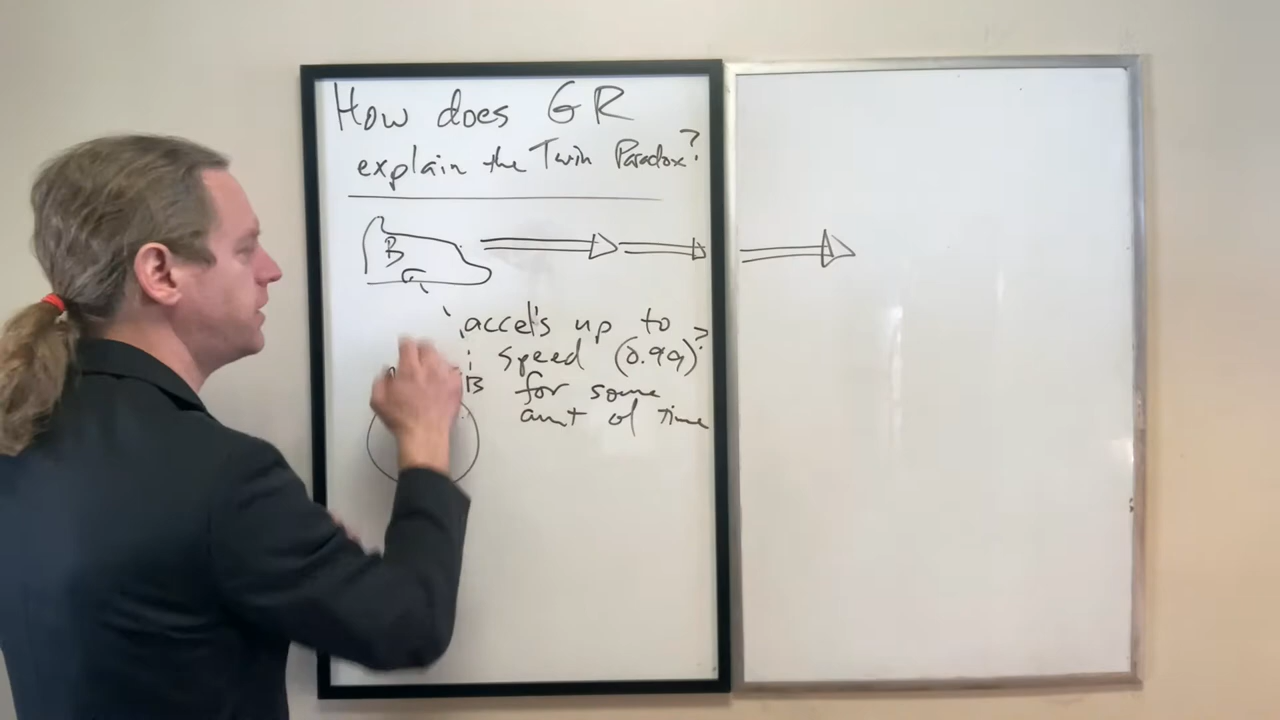 How does GR
explain the Twin Paradox?
B
accel's up to
speed (0.99)?
B for some
amt of time